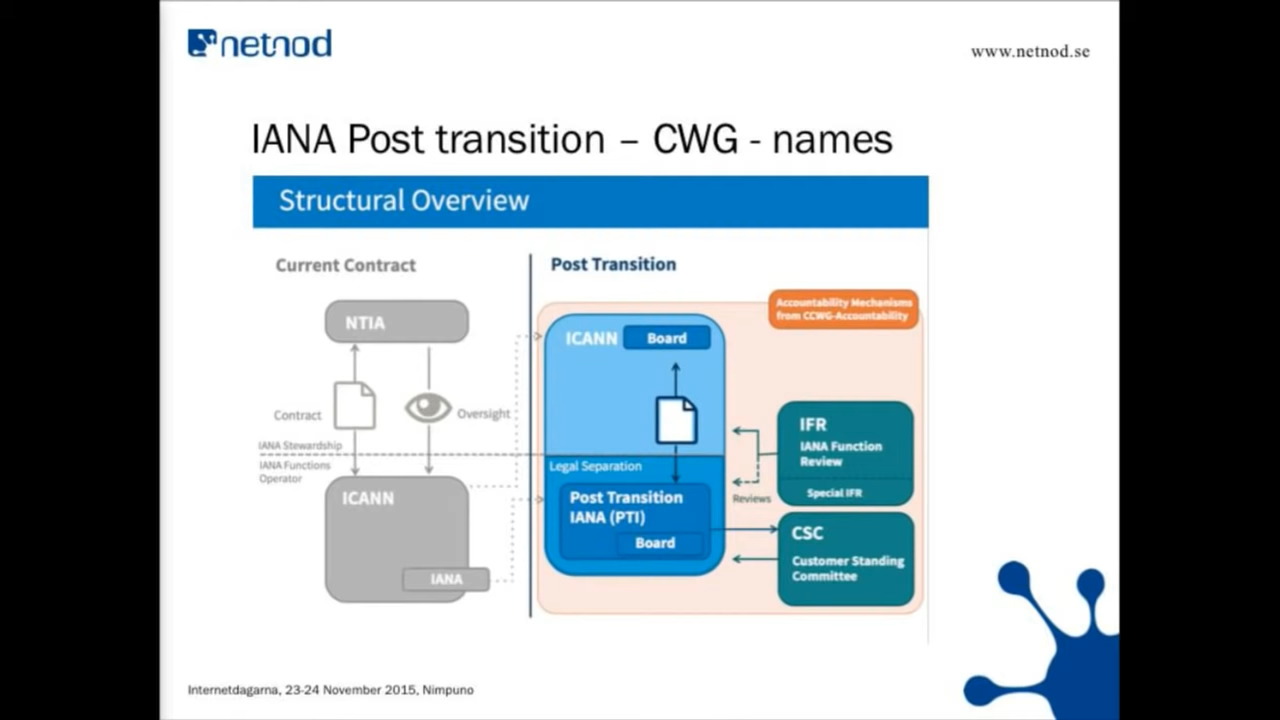 netnod
www.netnod.se
IANA Post transition – CWG - names
Structural Overview
Current Contract
NTIA
Contract
Oversight
IANA Stewardship
IANA Functions
Operator
ICANN
IANA
Post Transition
Accountability Mechanisms
from CCWG-Accountability
ICANN
Board
Legal Separation
Post Transition
IANA (PTI)
Board
Reviews
IFR
IANA Function
Review
Special IFR
CSC
Customer Standing
Committee
Internetdagarna, 23-24 November 2015, Nimpuno